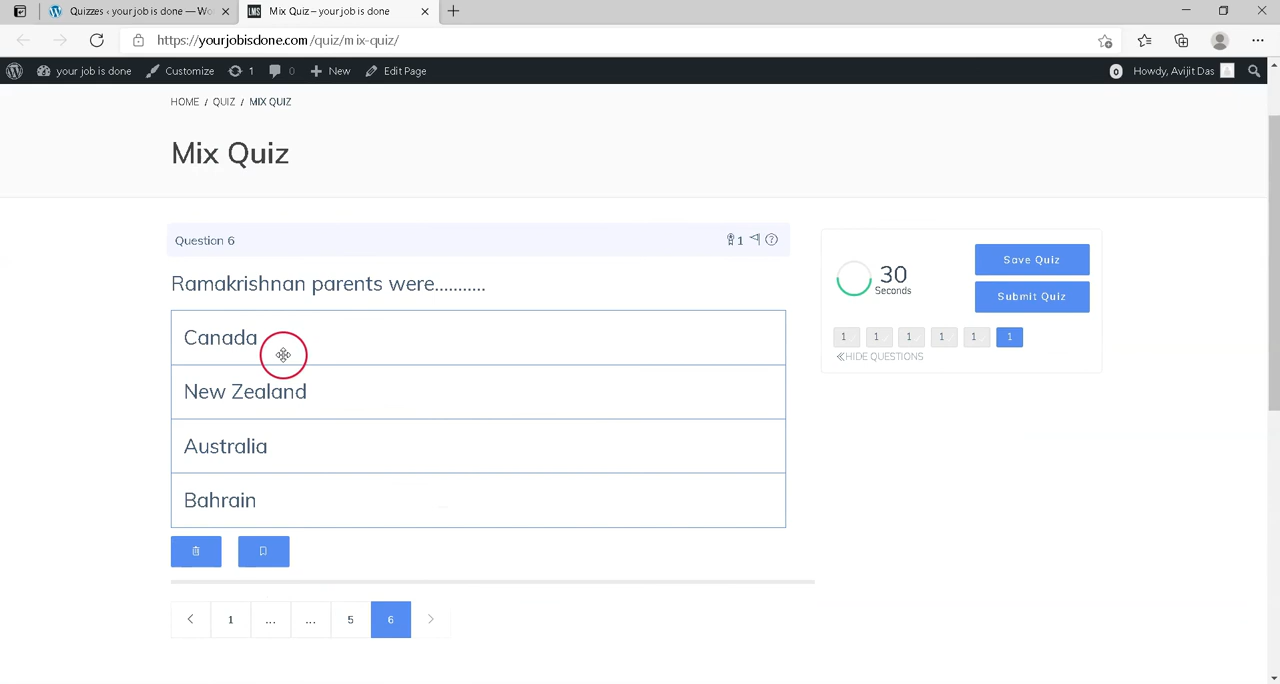 Quizzes ‹ your job is done — Wo
Mix Quiz – your job is done
https://yourjobisdone.com/quiz/mix-quiz/
your job is done Customize 1 0 New Edit Page 0 Howdy, Avijit Das
HOME / QUIZ / MIX QUIZ
Mix Quiz
Question 6 1
Ramakrishnan parents were..........
Canada
New Zealand
Australia
Bahrain
1 ... ... 5 6
30
Seconds
Save Quiz
Submit Quiz
1 1 1 1 1 1
HIDE QUESTIONS